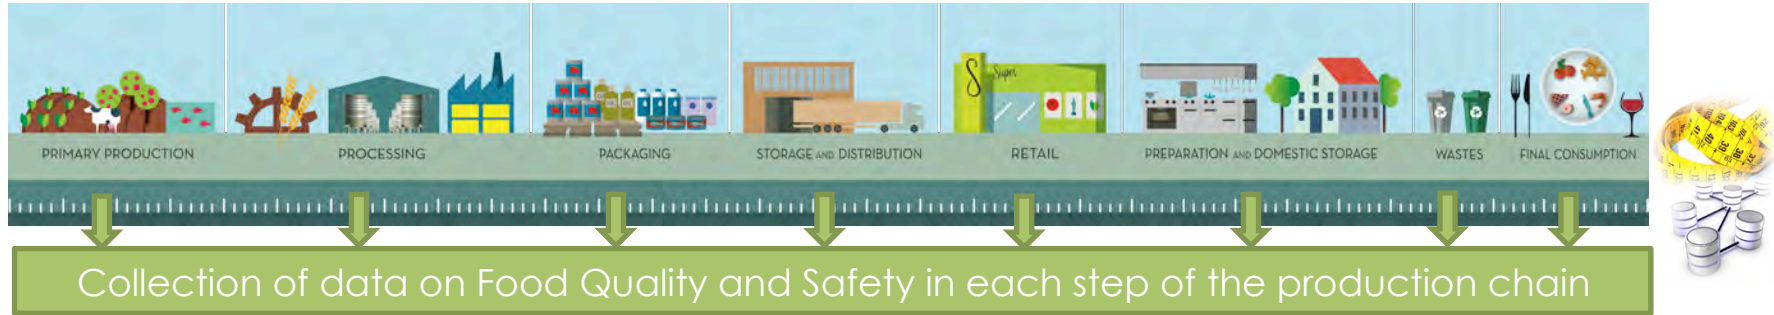 S Super
PRIMARY PRODUCTION
PROCESSING
PACKAGING
STORAGE AND DISTRIBUTION
RETAIL
PREPARATION AND DOMESTIC STORAGE
WASTES
FINAL CONSUMPTION
Collection of data on Food Quality and Safety in each step of the production chain